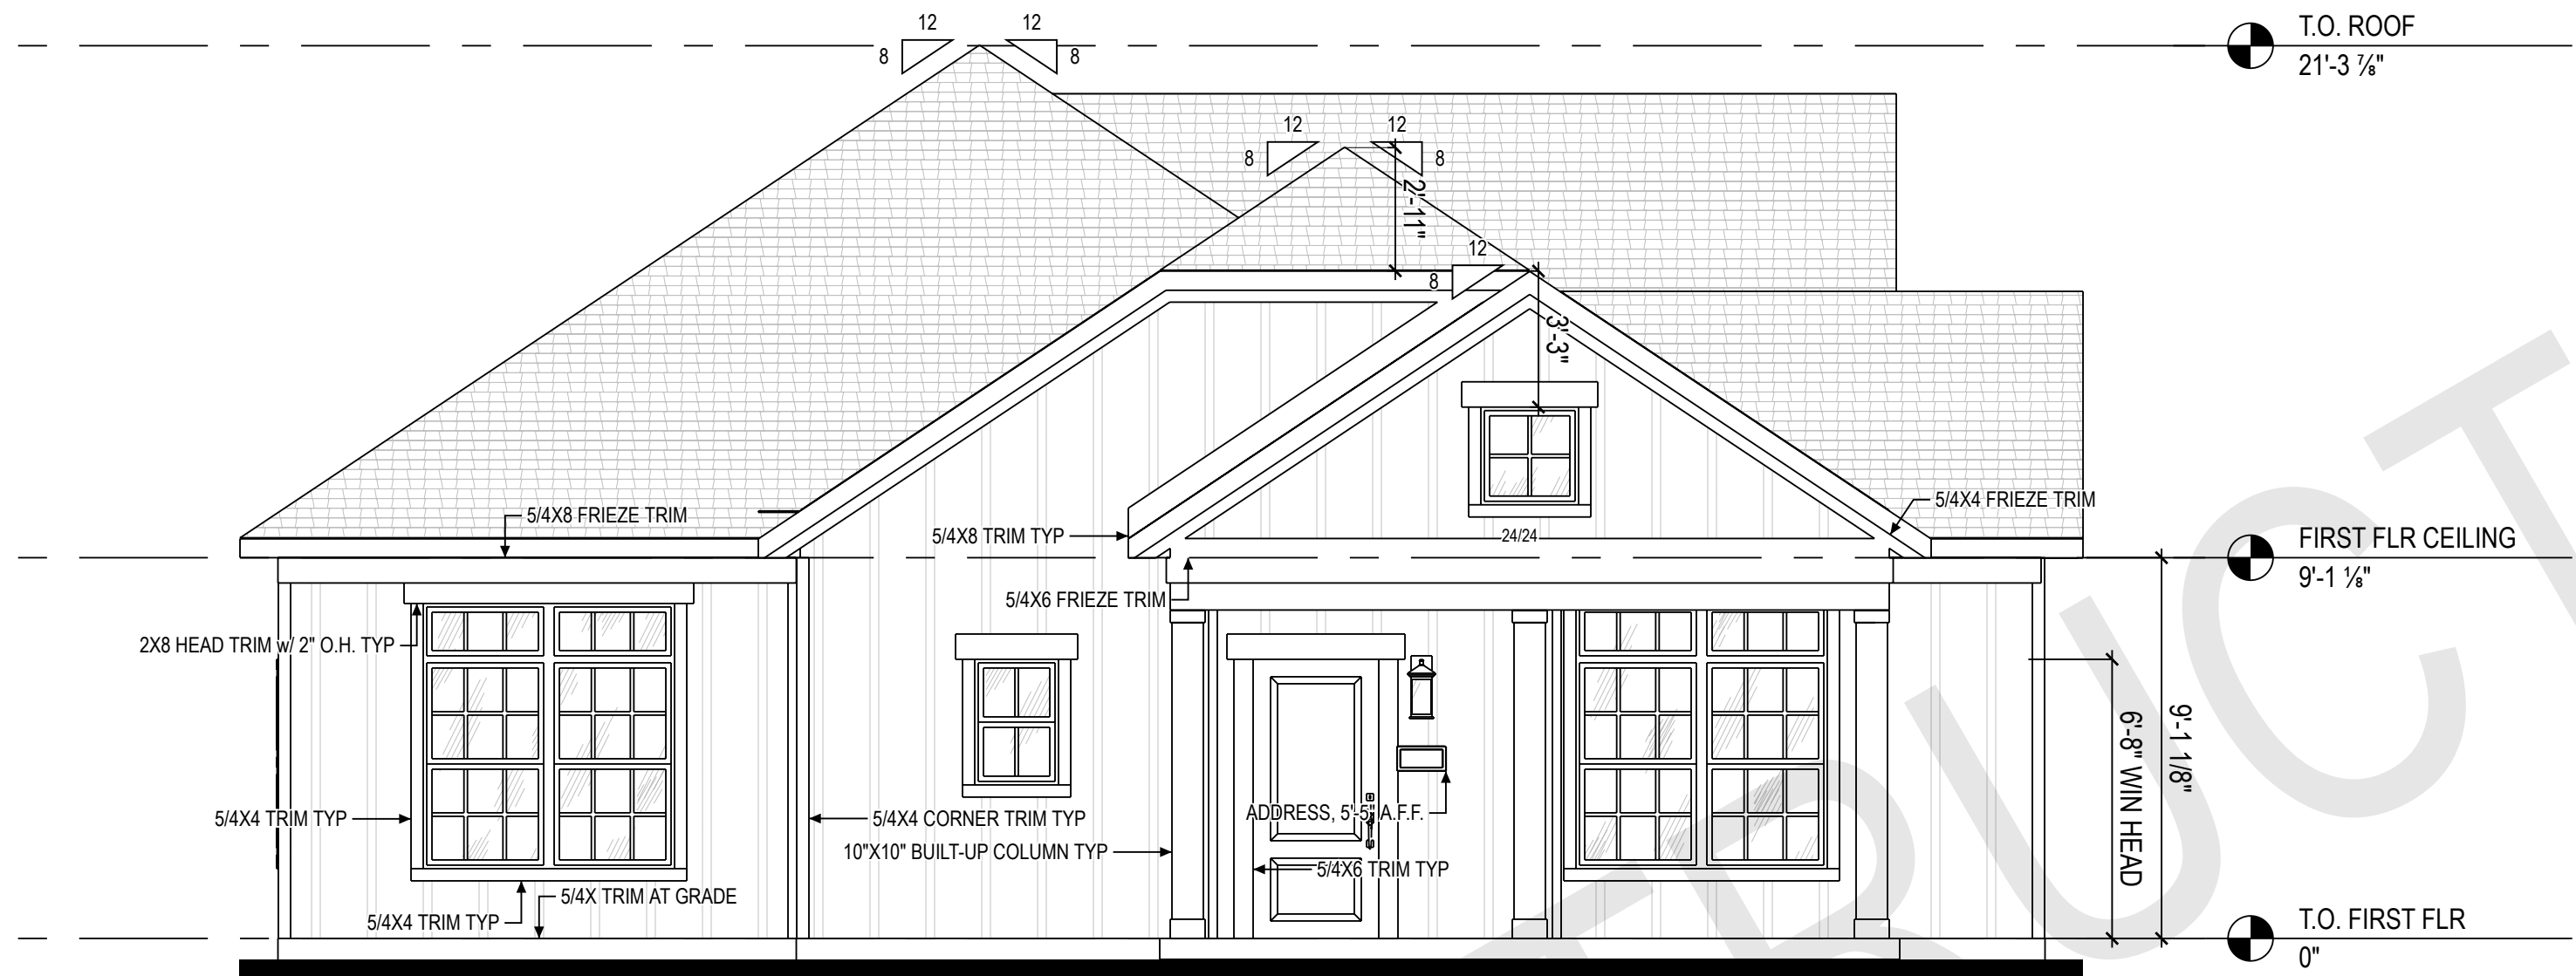 12 12
8 8
T.O. ROOF
21'-3 ⅞"
12 12
8 8
2'-11"
12
8
3'-3"
5/4X8 FRIEZE TRIM
5/4X4 FRIEZE TRIM
5/4X8 TRIM TYP
24/24
FIRST FLR CEILING
9'-1 ⅛"
5/4X6 FRIEZE TRIM
2X8 HEAD TRIM w/ 2" O.H. TYP
9'-1 1/8"
6'-8" WIN HEAD
5/4X4 TRIM TYP
5/4X4 CORNER TRIM TYP
ADDRESS, 5'-5" A.F.F.
10"X10" BUILT-UP COLUMN TYP
5/4X6 TRIM TYP
5/4X TRIM AT GRADE
5/4X4 TRIM TYP
T.O. FIRST FLR
0"
RUCT